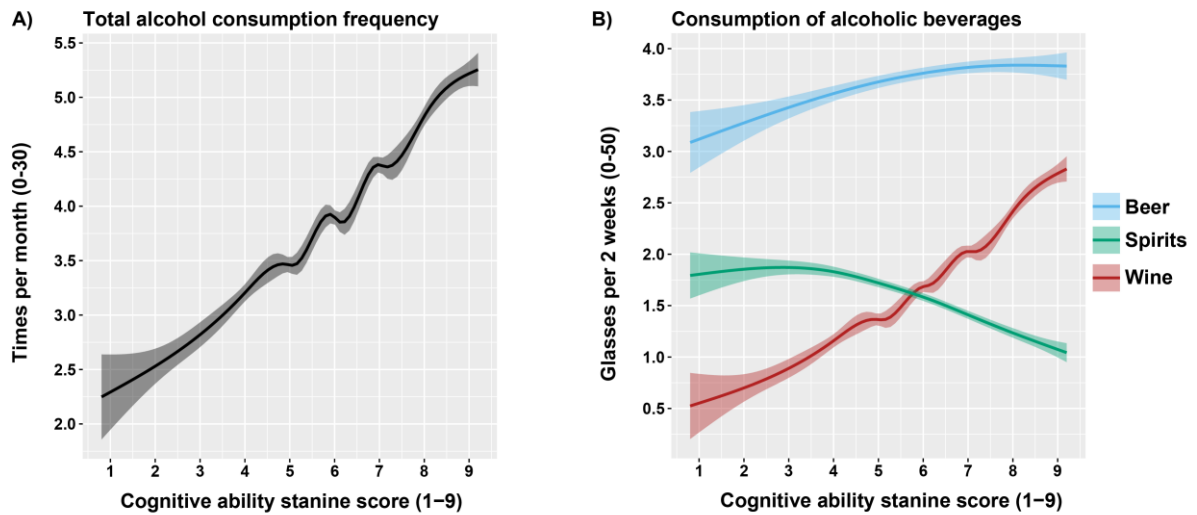 A) Total alcohol consumption frequency
Times per month (0-30)
5.5
5.0
4.5
4.0
3.5
3.0
2.5
2.0
1 2 3 4 5 6 7 8 9
Cognitive ability stanine score (1−9)
B) Consumption of alcoholic beverages
Glasses per 2 weeks (0-50)
4.0
3.5
3.0
2.5
2.0
1.5
1.0
0.5
1 2 3 4 5 6 7 8 9
Cognitive ability stanine score (1−9)
Beer
Spirits
Wine